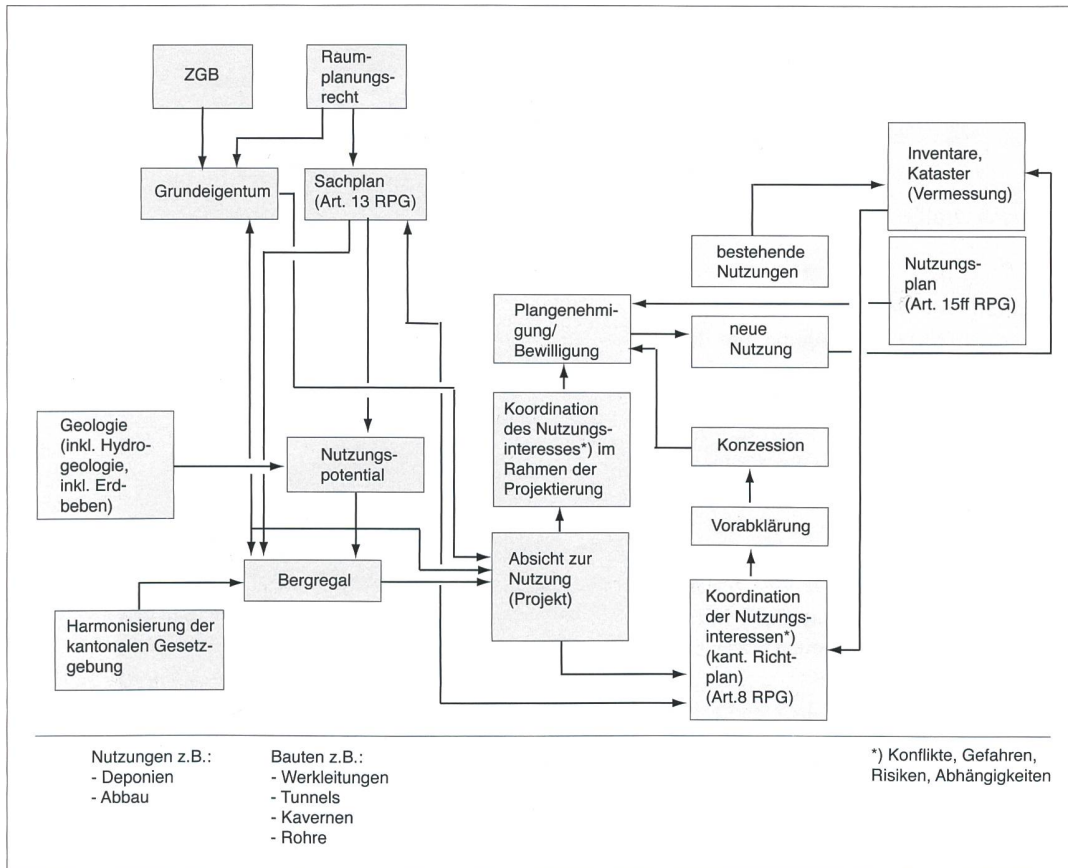 ZGB
Raum-
planungs-
recht
Grundeigentum
Sachplan
(Art. 13 RPG)
Inventare,
Kataster
(Vermessung)
bestehende
Nutzungen
Nutzungs-
plan
(Art. 15ff RPG)
Plangenehmi-
gung/
Bewilligung
neue
Nutzung
Geologie
(inkl. Hydro-
geologie,
inkl. Erd-
beben)
Nutzungs-
potential
Koordination
des Nutzungs-
interesses*) im
Rahmen der
Projektierung
Konzession
Vorabklärung
Bergregal
Absicht zur
Nutzung
(Projekt)
Harmonisierung der
kantonalen Gesetz-
gebung
Koordination
der Nutzungs-
interessen*)
(kant. Richt-
plan)
(Art.8 RPG)
Nutzungen z.B.:
- Deponien
- Abbau
Bauten z.B.:
- Werkleitungen
- Tunnels
- Kavernen
- Rohre
*) Konflikte, Gefahren,
Risiken, Abhängigkeiten